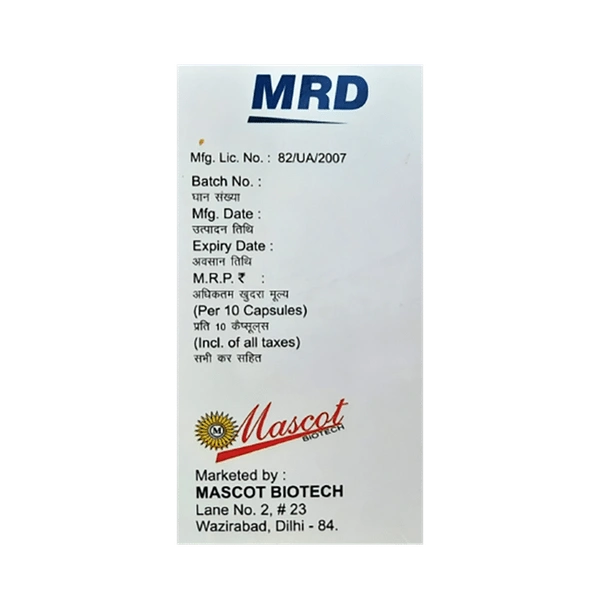 MRD
Mfg. Lic. No. : 82/UA/2007
Batch No. :
घान संख्या
Mfg. Date :
उत्पादन तिथि
Expiry Date :
अवसान तिथि
M.R.P. ₹ :
अधिकतम खुदरा मूल्य
(Per 10 Capsules)
प्रति 10 कैप्सूल्स
(Incl. of all taxes)
सभी कर सहित
M
Mascot
BIOTECH
Marketed by :
MASCOT BIOTECH
Lane No. 2, # 23
Wazirabad, Dilhi - 84.